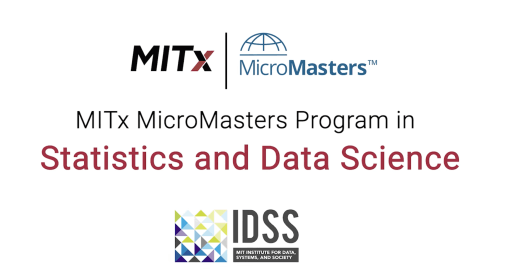 MITx
MicroMasters™
MITx MicroMasters Program in
Statistics and Data Science
IDSS
MIT INSTITUTE FOR DATA,
SYSTEMS, AND SOCIETY